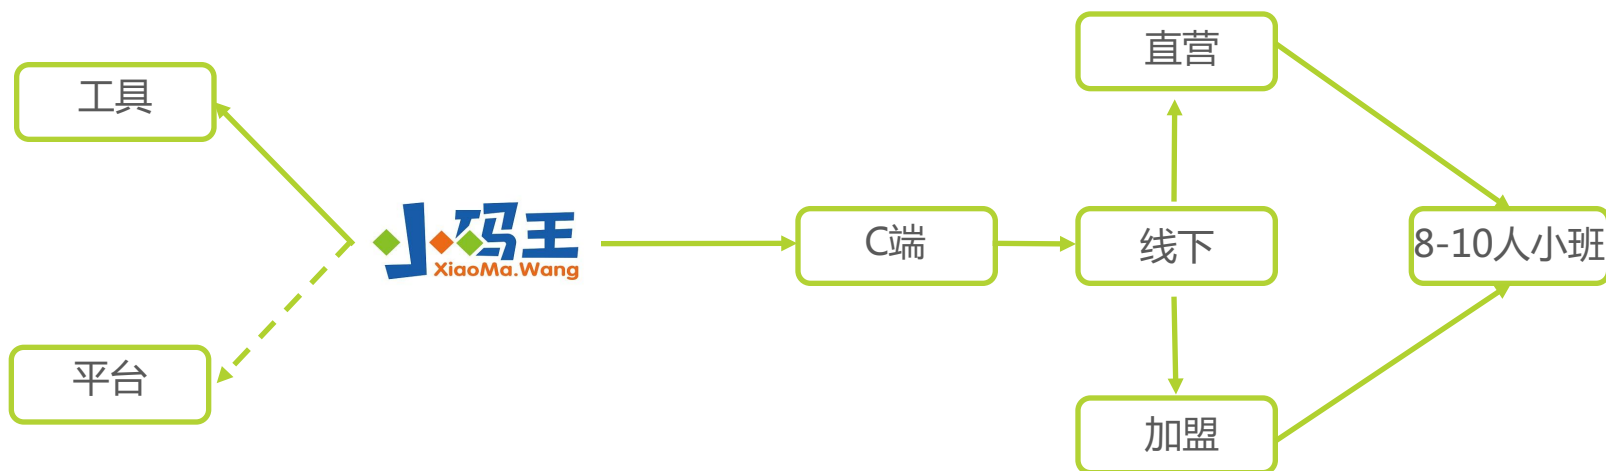 工具
平台
小码王
XiaoMa.Wang
C端
线下
直营
加盟
8-10人小班